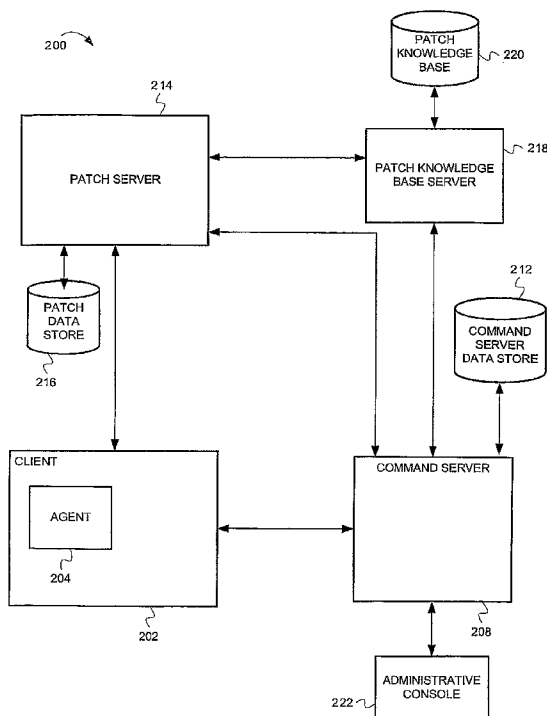 200
PATCH
KNOWLEDGE
BASE
220
214
PATCH SERVER
218
PATCH KNOWLEDGE
BASE SERVER
212
PATCH
DATA
STORE
216
COMMAND
SERVER
DATA STORE
CLIENT
AGENT
204
202
COMMAND SERVER
208
ADMINISTRATIVE
CONSOLE
222